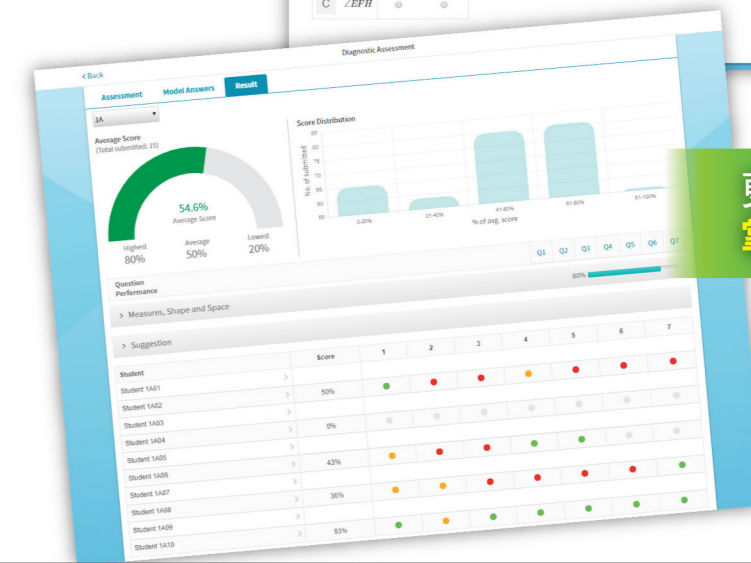 C ∠EFH
< Back
Diagnostic Assessment
Assessment Model Answers Result
1A
Average Score
(Total submitted: 15)
54.6%
Average Score
Highest Average Lowest
80% 50% 20%
Score Distribution
No. of submitted
80
0-20% 21-40% 41-60% 61-80% 81-100%
% of avg. score
Question
Performance
Q1 Q2 Q3 Q4 Q5 Q6 Q7
> Measures, Shape and Space 80%
> Suggestion
Student Score 1 2 3 4 5 6 7
Student 1A01
Student 1A02 50%
Student 1A03
Student 1A04 0%
Student 1A05
Student 1A06 43%
Student 1A07
Student 1A08 36%
Student 1A09
Student 1A10 93%